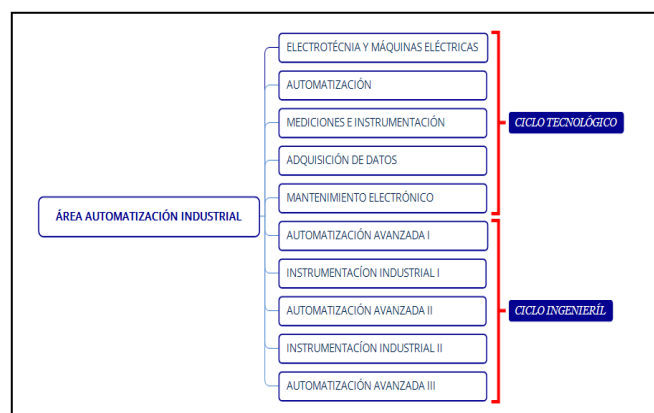 ELECTROTÉCNIA Y MÁQUINAS ELÉCTRICAS
AUTOMATIZACIÓN
MEDICIONES E INSTRUMENTACIÓN
CICLO TECNOLÓGICO
ADQUISICIÓN DE DATOS
MANTENIMIENTO ELECTRÓNICO
ÁREA AUTOMATIZACIÓN INDUSTRIAL
AUTOMATIZACIÓN AVANZADA I
INSTRUMENTACÍON INDUSTRIAL I
AUTOMATIZACIÓN AVANZADA II
CICLO INGENIERÍL
INSTRUMENTACÍON INDUSTRIAL II
AUTOMATIZACIÓN AVANZADA III